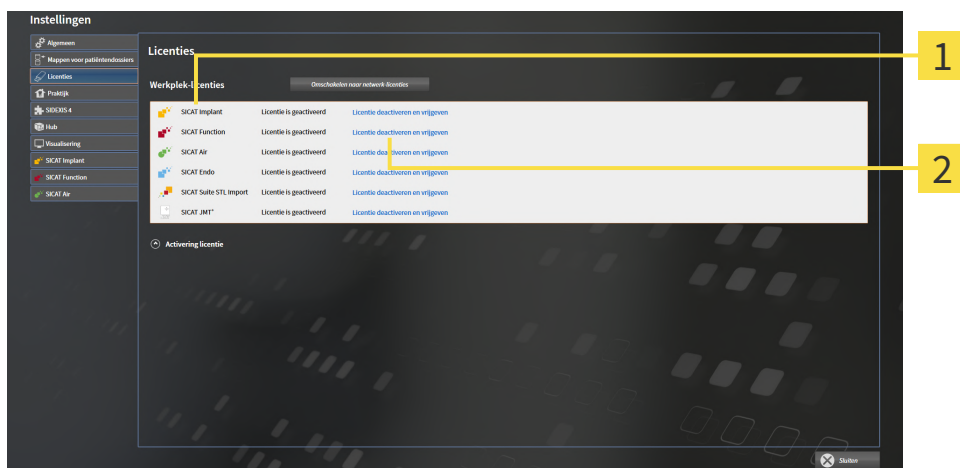 Instellingen
Algemeen
Mappen voor patiëntendossiers
Licenties
Praktijk
SIDEXIS 4
Hub
Visualisering
SICAT Implant
SICAT Function
SICAT Air
Licenties
Werkplek-licenties
Omschakelen naar netwerk-licenties
SICAT Implant Licentie is geactiveerd Licentie deactiveren en vrijgeven
SICAT Function Licentie is geactiveerd Licentie deactiveren en vrijgeven
SICAT Air Licentie is geactiveerd Licentie deactiveren en vrijgeven
SICAT Endo Licentie is geactiveerd Licentie deactiveren en vrijgeven
SICAT Suite STL Import Licentie is geactiveerd Licentie deactiveren en vrijgeven
SICAT JMT⁺ Licentie is geactiveerd Licentie deactiveren en vrijgeven
Activering licentie
Sluiten
1
2